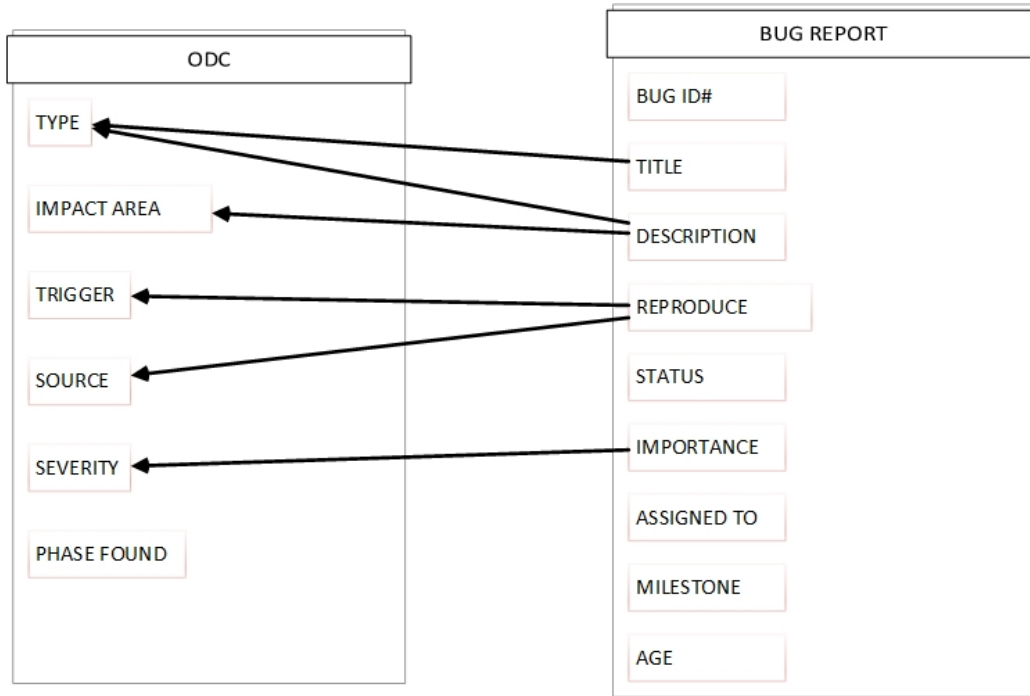 ODC
TYPE
IMPACT AREA
TRIGGER
SOURCE
SEVERITY
PHASE FOUND
BUG REPORT
BUG ID#
TITLE
DESCRIPTION
REPRODUCE
STATUS
IMPORTANCE
ASSIGNED TO
MILESTONE
AGE